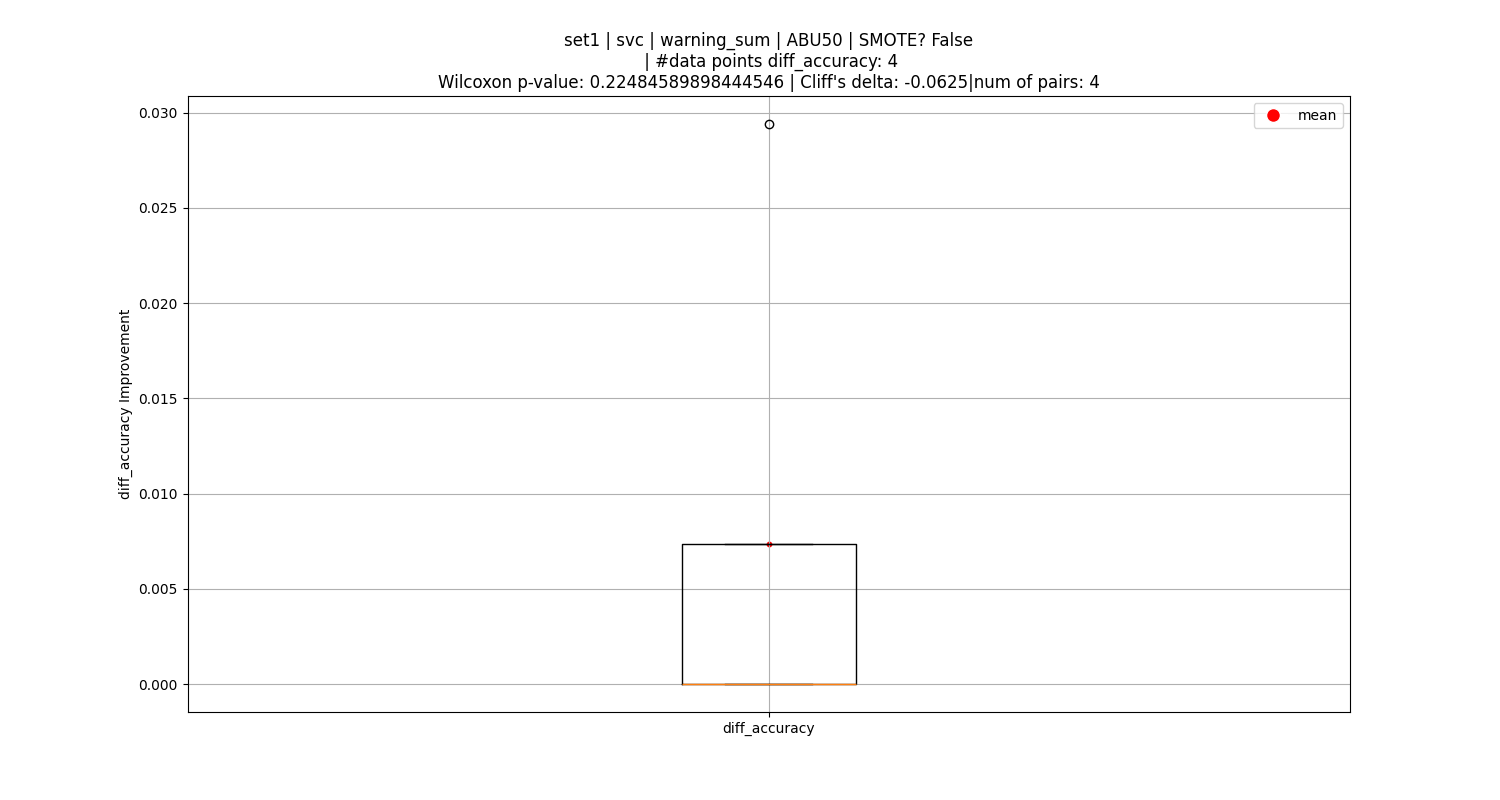 set1 | svc | warning_sum | ABU50 | SMOTE? False
| #data points diff_accuracy: 4
Wilcoxon p-value: 0.22484589898444546 | Cliff's delta: -0.0625|num of pairs: 4
mean
0.030
0.025
0.020
0.015
0.010
0.005
0.000
diff_accuracy Improvement
diff_accuracy